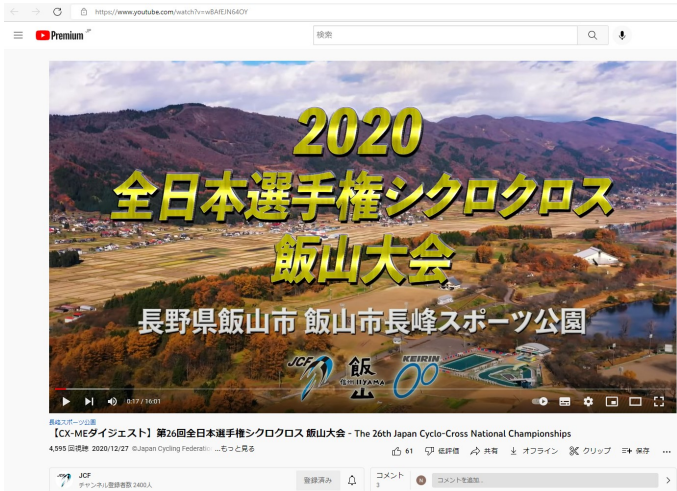 https://www.youtube.com/watch?v=wBAfEJN64OY
Premium JP
検索
2020
全日本選手権シクロクロス
飯山大会
長野県飯山市 飯山市長峰スポーツ公園
JCF
飯山
信州 IIYAMA
KEIRIN
0:17 / 16:01
長峰スポーツ公園
【CX-MEダイジェスト】第26回全日本選手権シクロクロス 飯山大会 - The 26th Japan Cyclo-Cross National Championships
4,595 回視聴 2020/12/27 ©Japan Cycling Federatio ...もっと見る
61 低評価 共有 オフライン クリップ 保存
JCF
チャンネル登録者数 2400人
登録済み
コメント
3
N
コメントを追加...